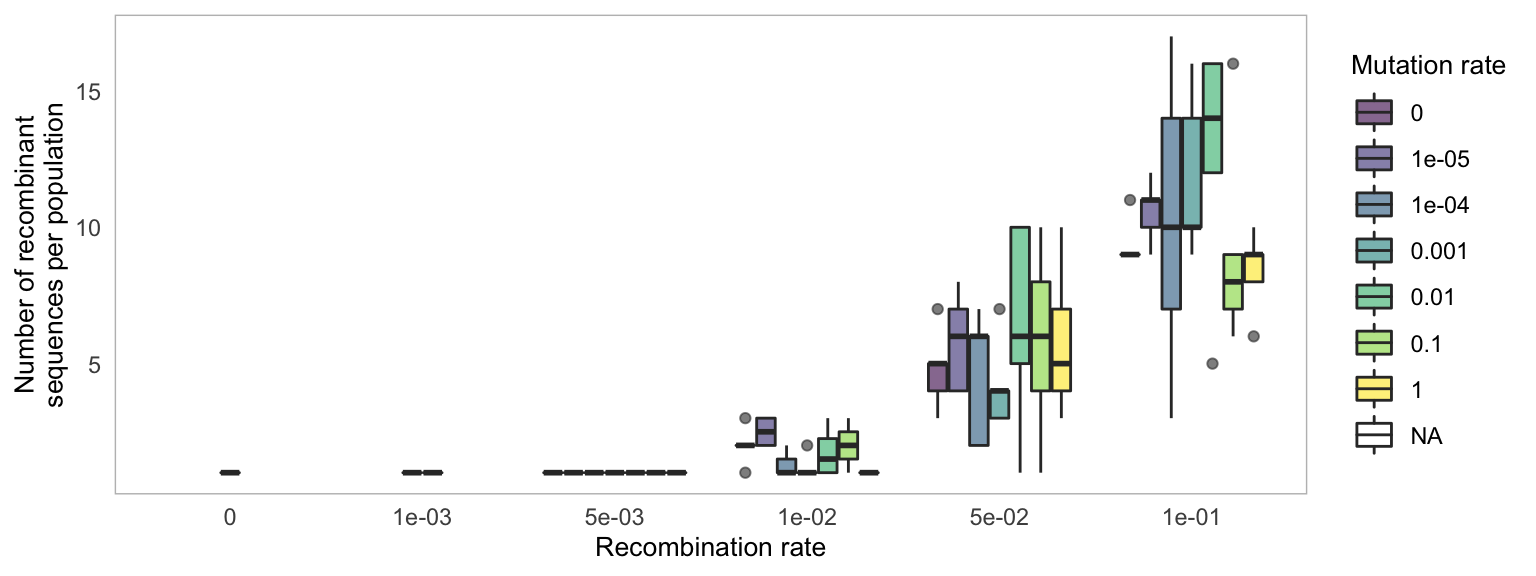 Number of recombinant
sequences per population
15
10
5
0
1e-03
5e-03
1e-02
5e-02
1e-01
Recombination rate
Mutation rate
0
1e-05
1e-04
0.001
0.01
0.1
1
NA